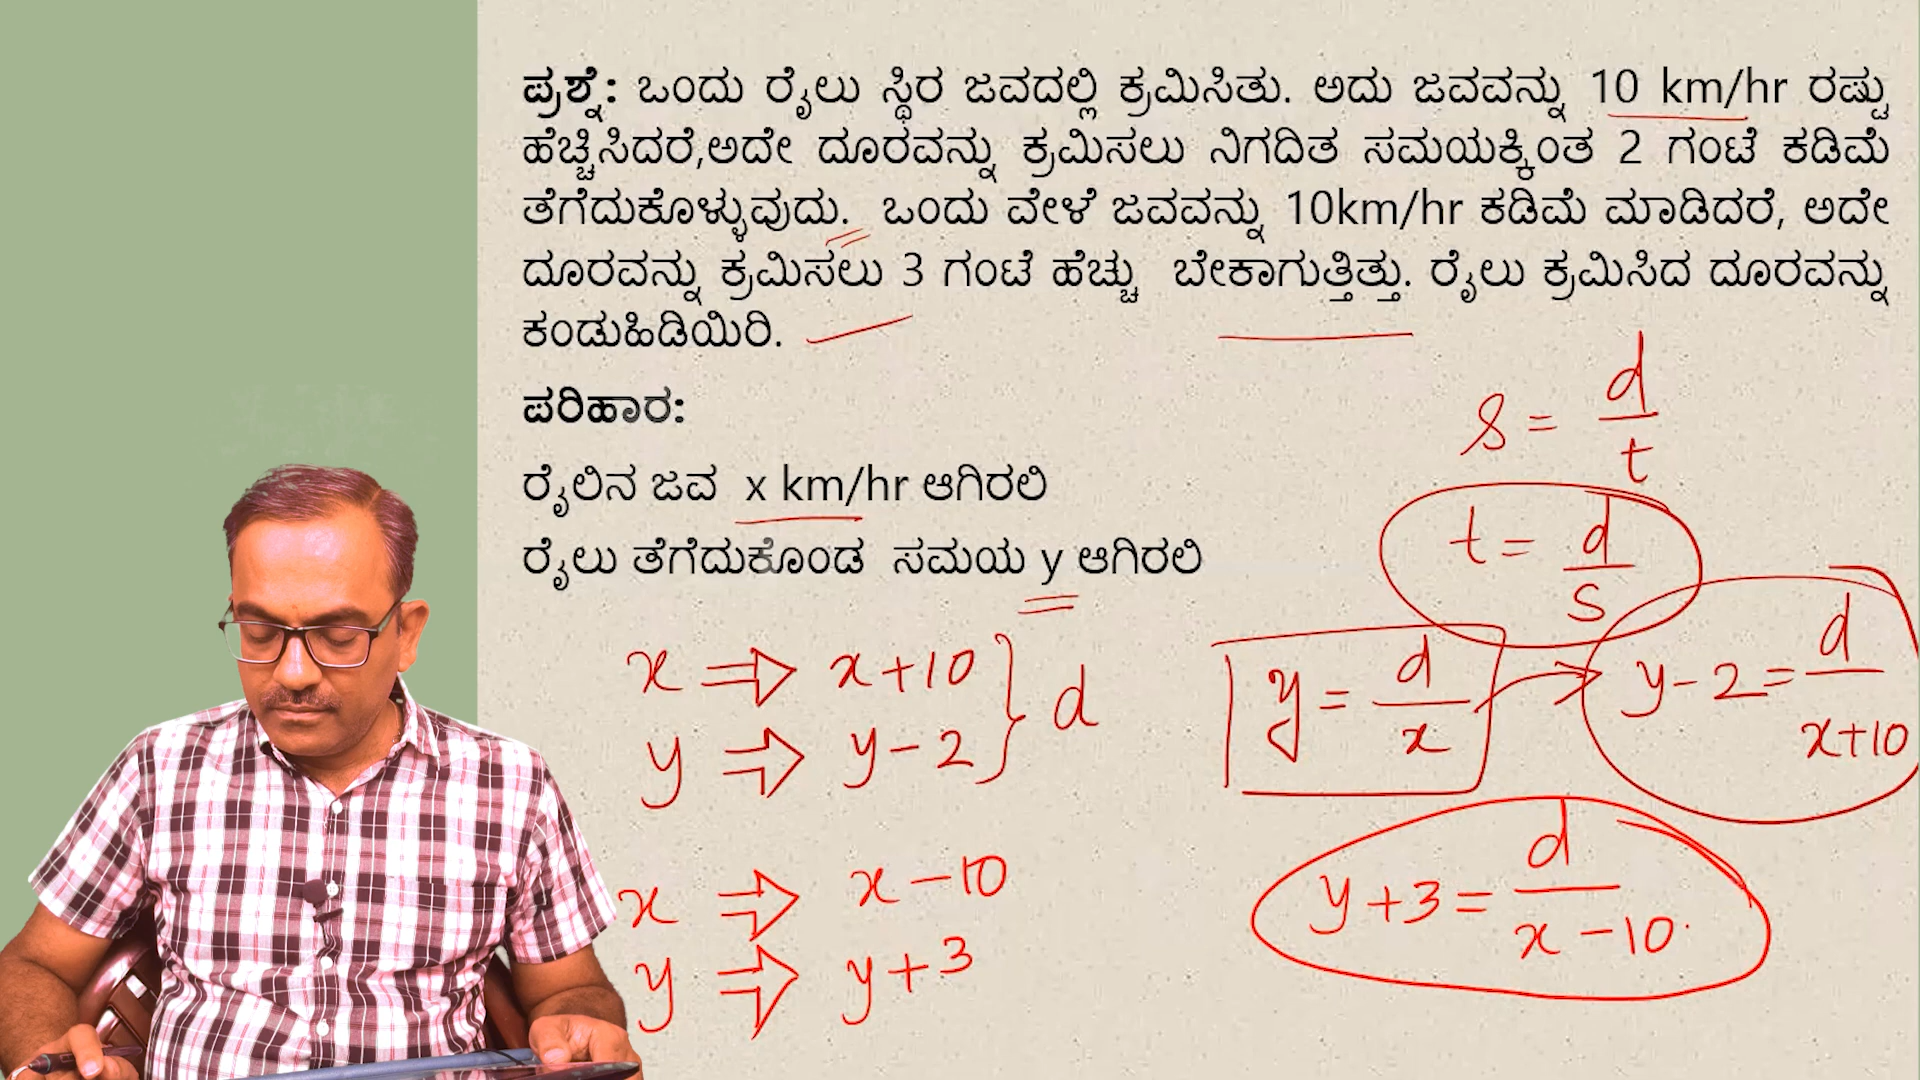 ಪ್ರಶ್ನೆ: ಒಂದು ರೈಲು ಸ್ಥಿರ ಜವದಲ್ಲಿ ಕ್ರಮಿಸಿತು. ಅದು ಜವವನ್ನು 10 km/hr ರಷ್ಟು
ಹೆಚ್ಚಿಸಿದರೆ,ಅದೇ ದೂರವನ್ನು ಕ್ರಮಿಸಲು ನಿಗದಿತ ಸಮಯಕ್ಕಿಂತ 2 ಗಂಟೆ ಕಡಿಮೆ
ತೆಗೆದುಕೊಳ್ಳುವುದು. ಒಂದು ವೇಳೆ ಜವವನ್ನು 10km/hr ಕಡಿಮೆ ಮಾಡಿದರೆ, ಅದೇ
ದೂರವನ್ನು ಕ್ರಮಿಸಲು 3 ಗಂಟೆ ಹೆಚ್ಚು ಬೇಕಾಗುತ್ತಿತ್ತು. ರೈಲು ಕ್ರಮಿಸಿದ ದೂರವನ್ನು
ಕಂಡುಹಿಡಿಯಿರಿ.
ಪರಿಹಾರ:
ರೈಲಿನ ಜವ x km/hr ಆಗಿರಲಿ
ರೈಲು ತೆಗೆದುಕೊಂಡ ಸಮಯ y ಆಗಿರಲಿ
s = d/t
t = d/s
x ⇒ x+10
y ⇒ y-2 } d
y = d/x → y-2 = d/x+10
x ⇒ x-10
y ⇒ y+3
y+3 = d/x-10